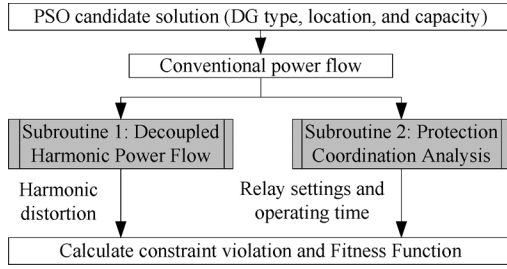 PSO candidate solution (DG type, location, and capacity)
Conventional power flow
Subroutine 1: Decoupled
Harmonic Power Flow
Subroutine 2: Protection
Coordination Analysis
Harmonic
distortion
Relay settings and
operating time
Calculate constraint violation and Fitness Function